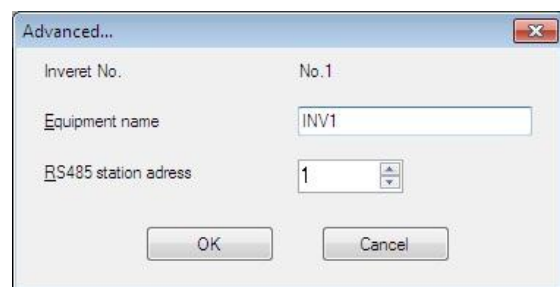 Advanced...
Inveret No. No.1
Equipment name INV1
RS485 station adress 1
OK Cancel